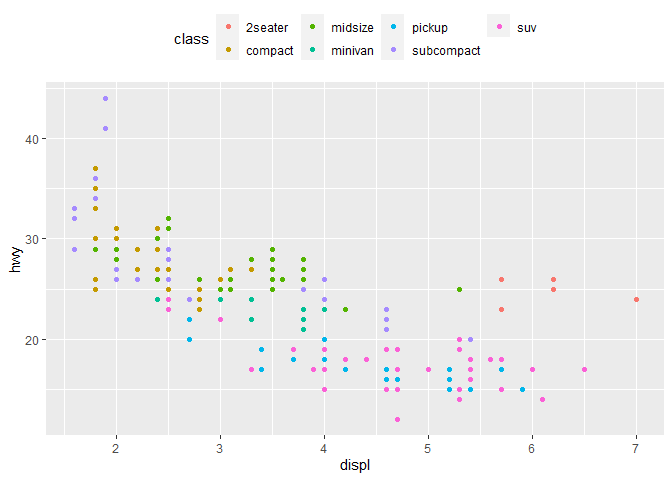 class 2seater midsize pickup suv
compact minivan subcompact
40
30
20
hwy
2 3 4 5 6 7
displ